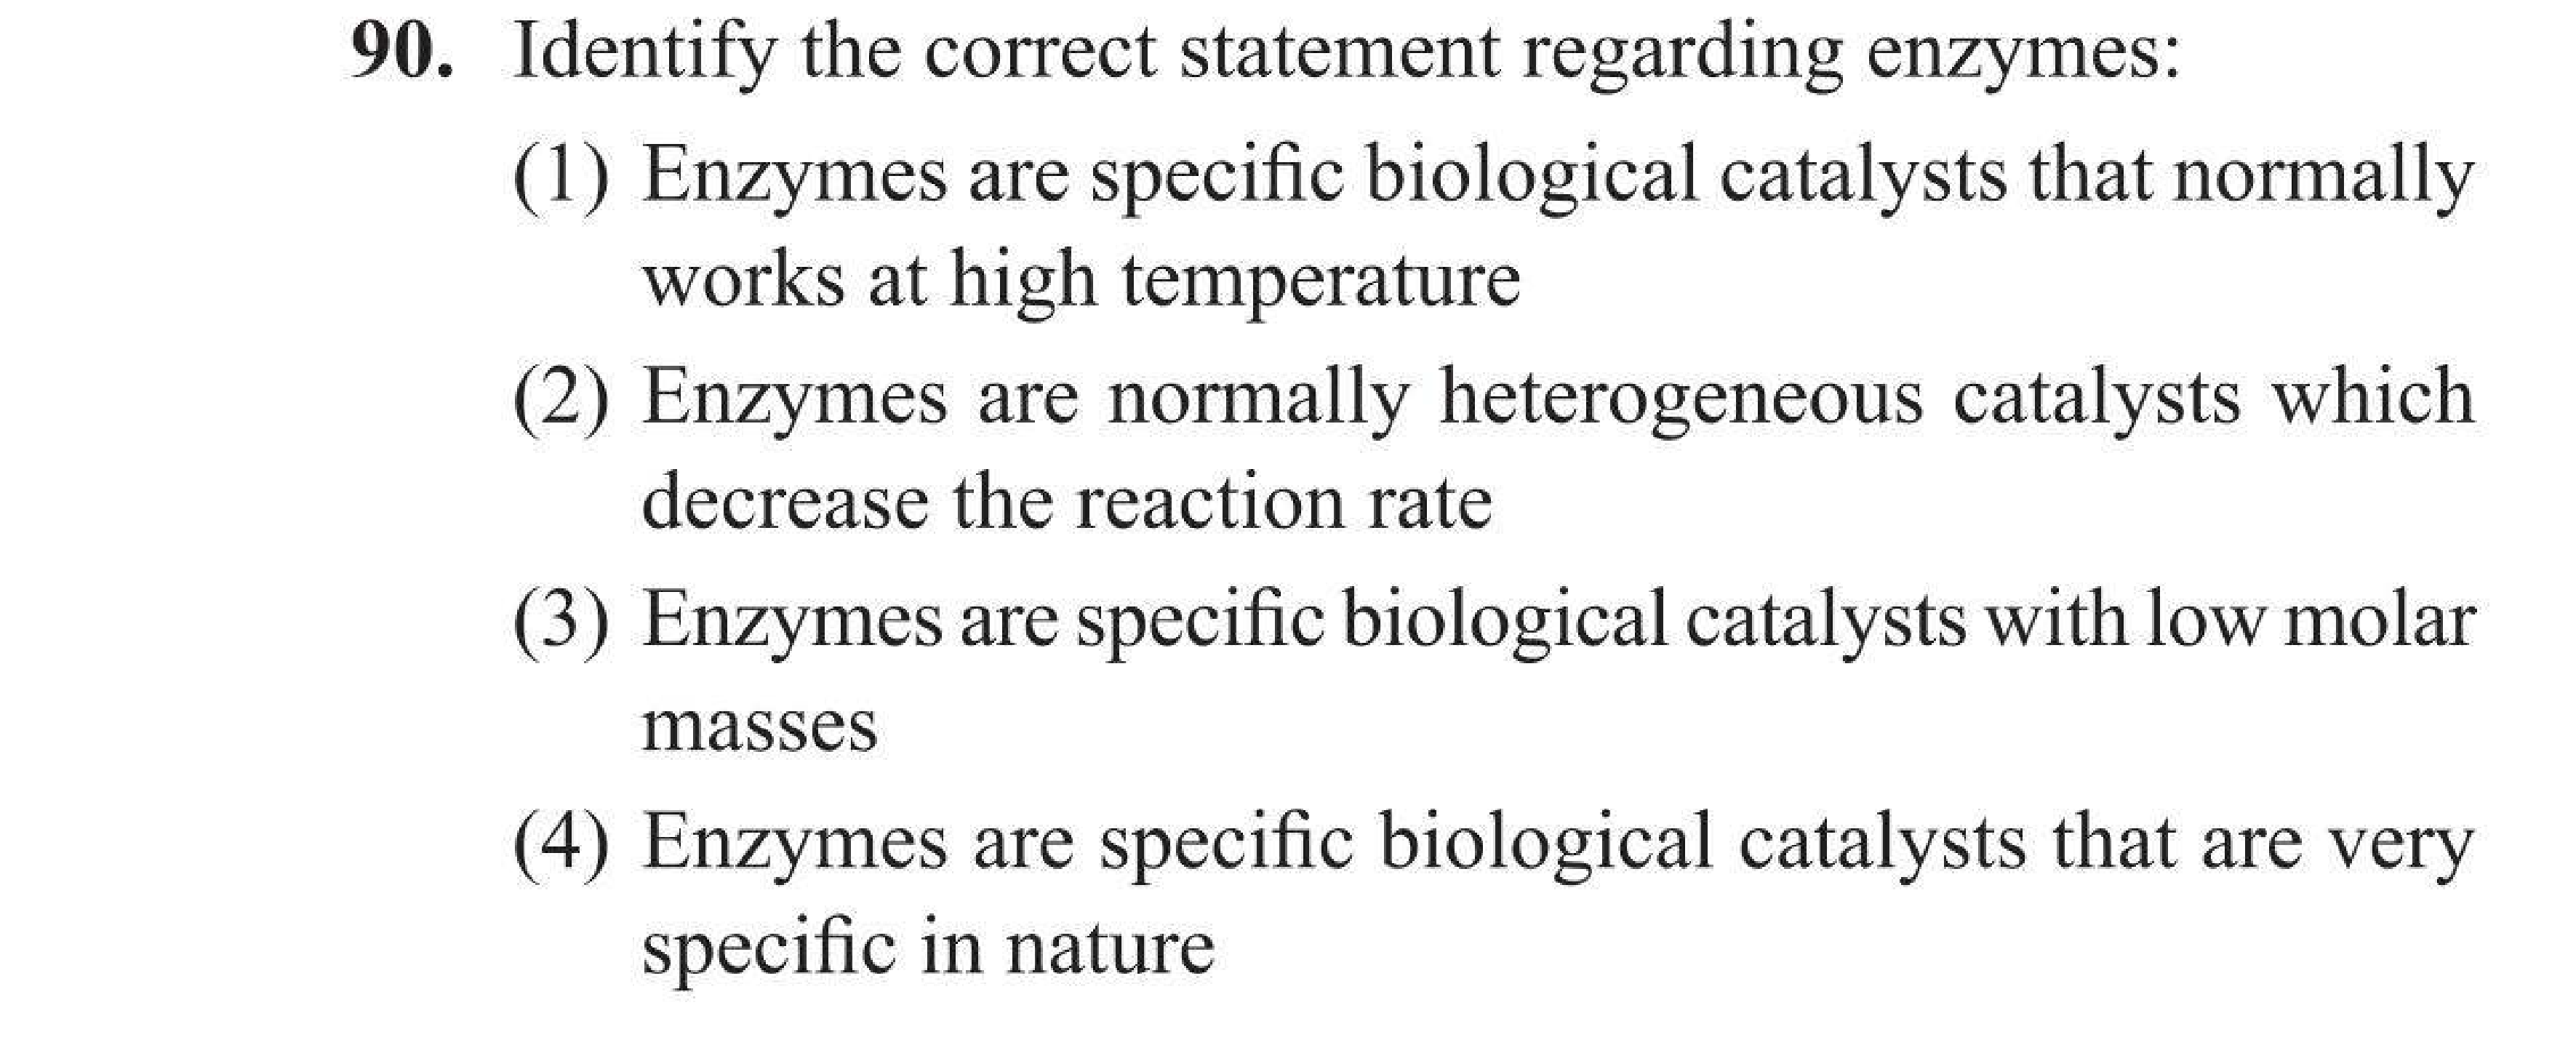 90. Identify the correct statement regarding enzymes:
(1) Enzymes are specific biological catalysts that normally
works at high temperature
(2) Enzymes are normally heterogeneous catalysts which
decrease the reaction rate
(3) Enzymes are specific biological catalysts with low molar
masses
(4) Enzymes are specific biological catalysts that are very
specific in nature